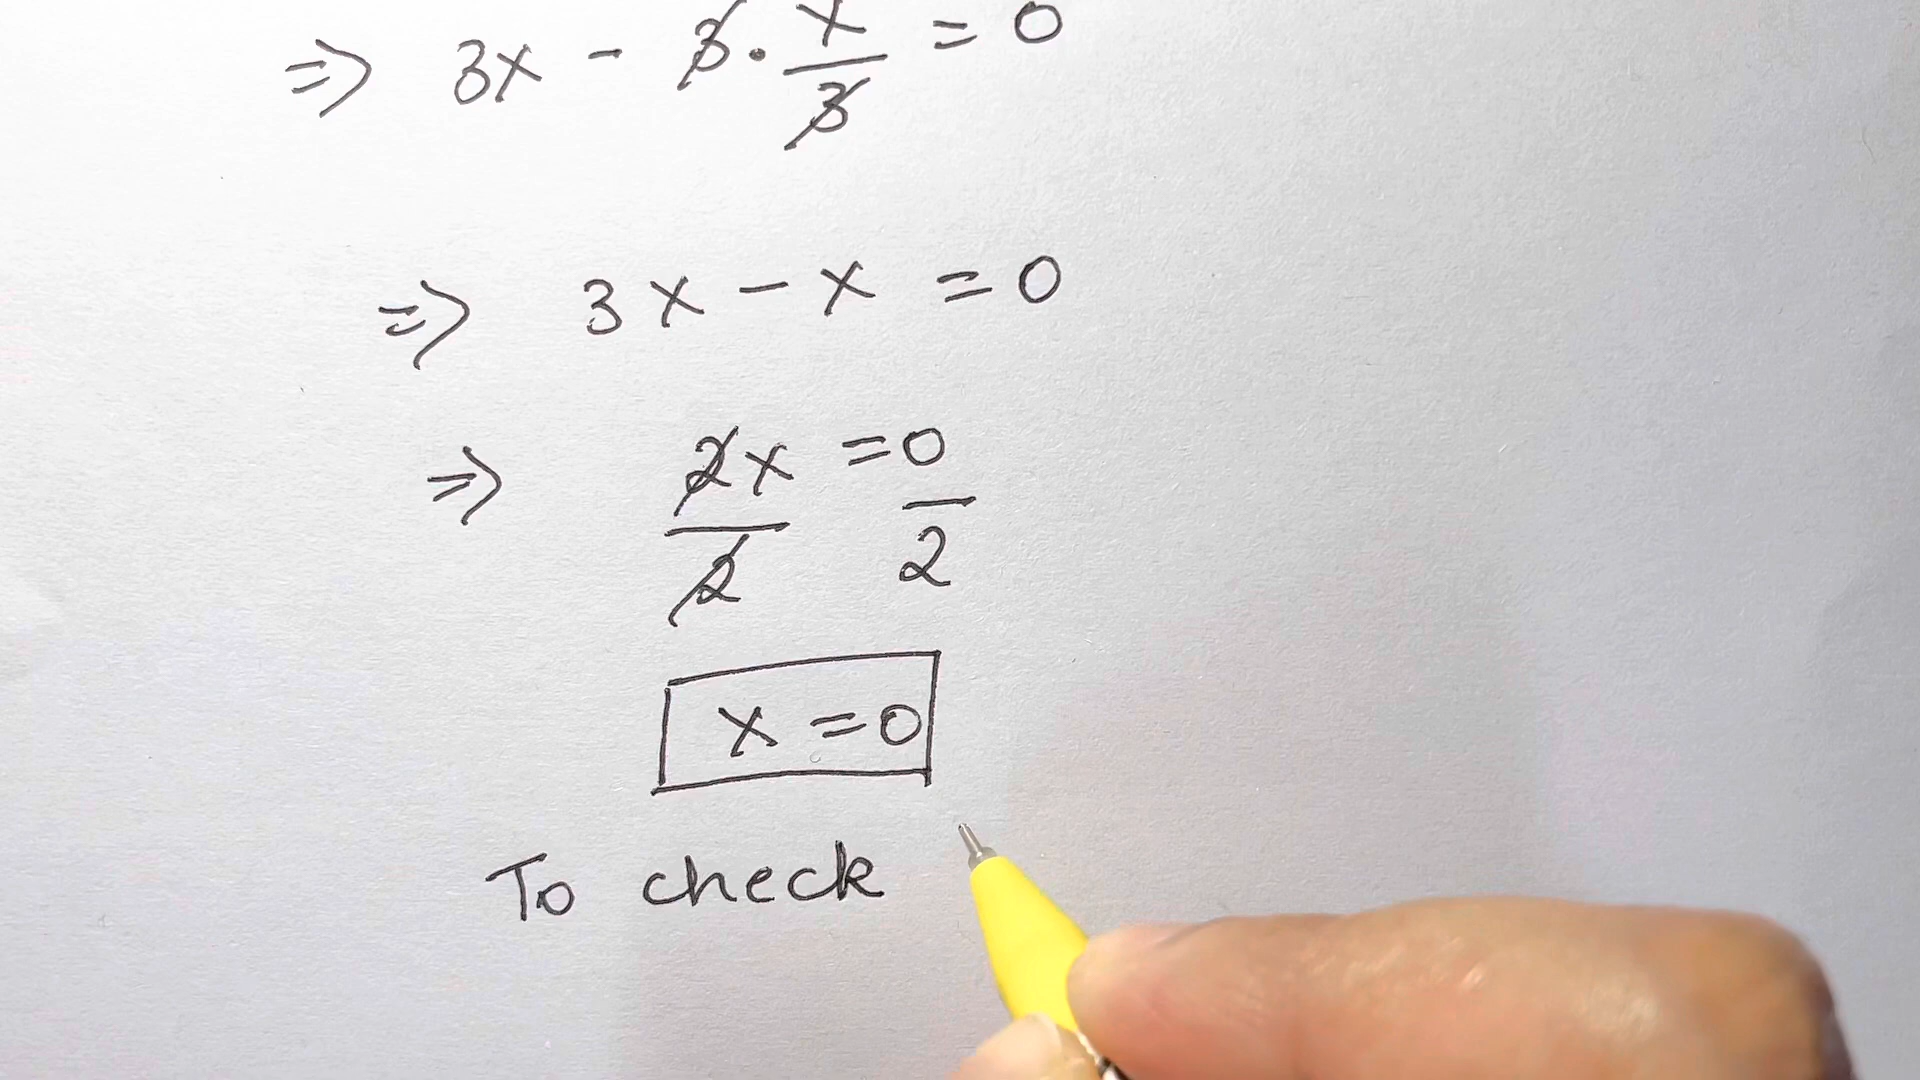 ⇒ 3x - 3 · x/3 = 0
⇒ 3x - x = 0
⇒ 2x/2 = 0/2
x = 0
To check